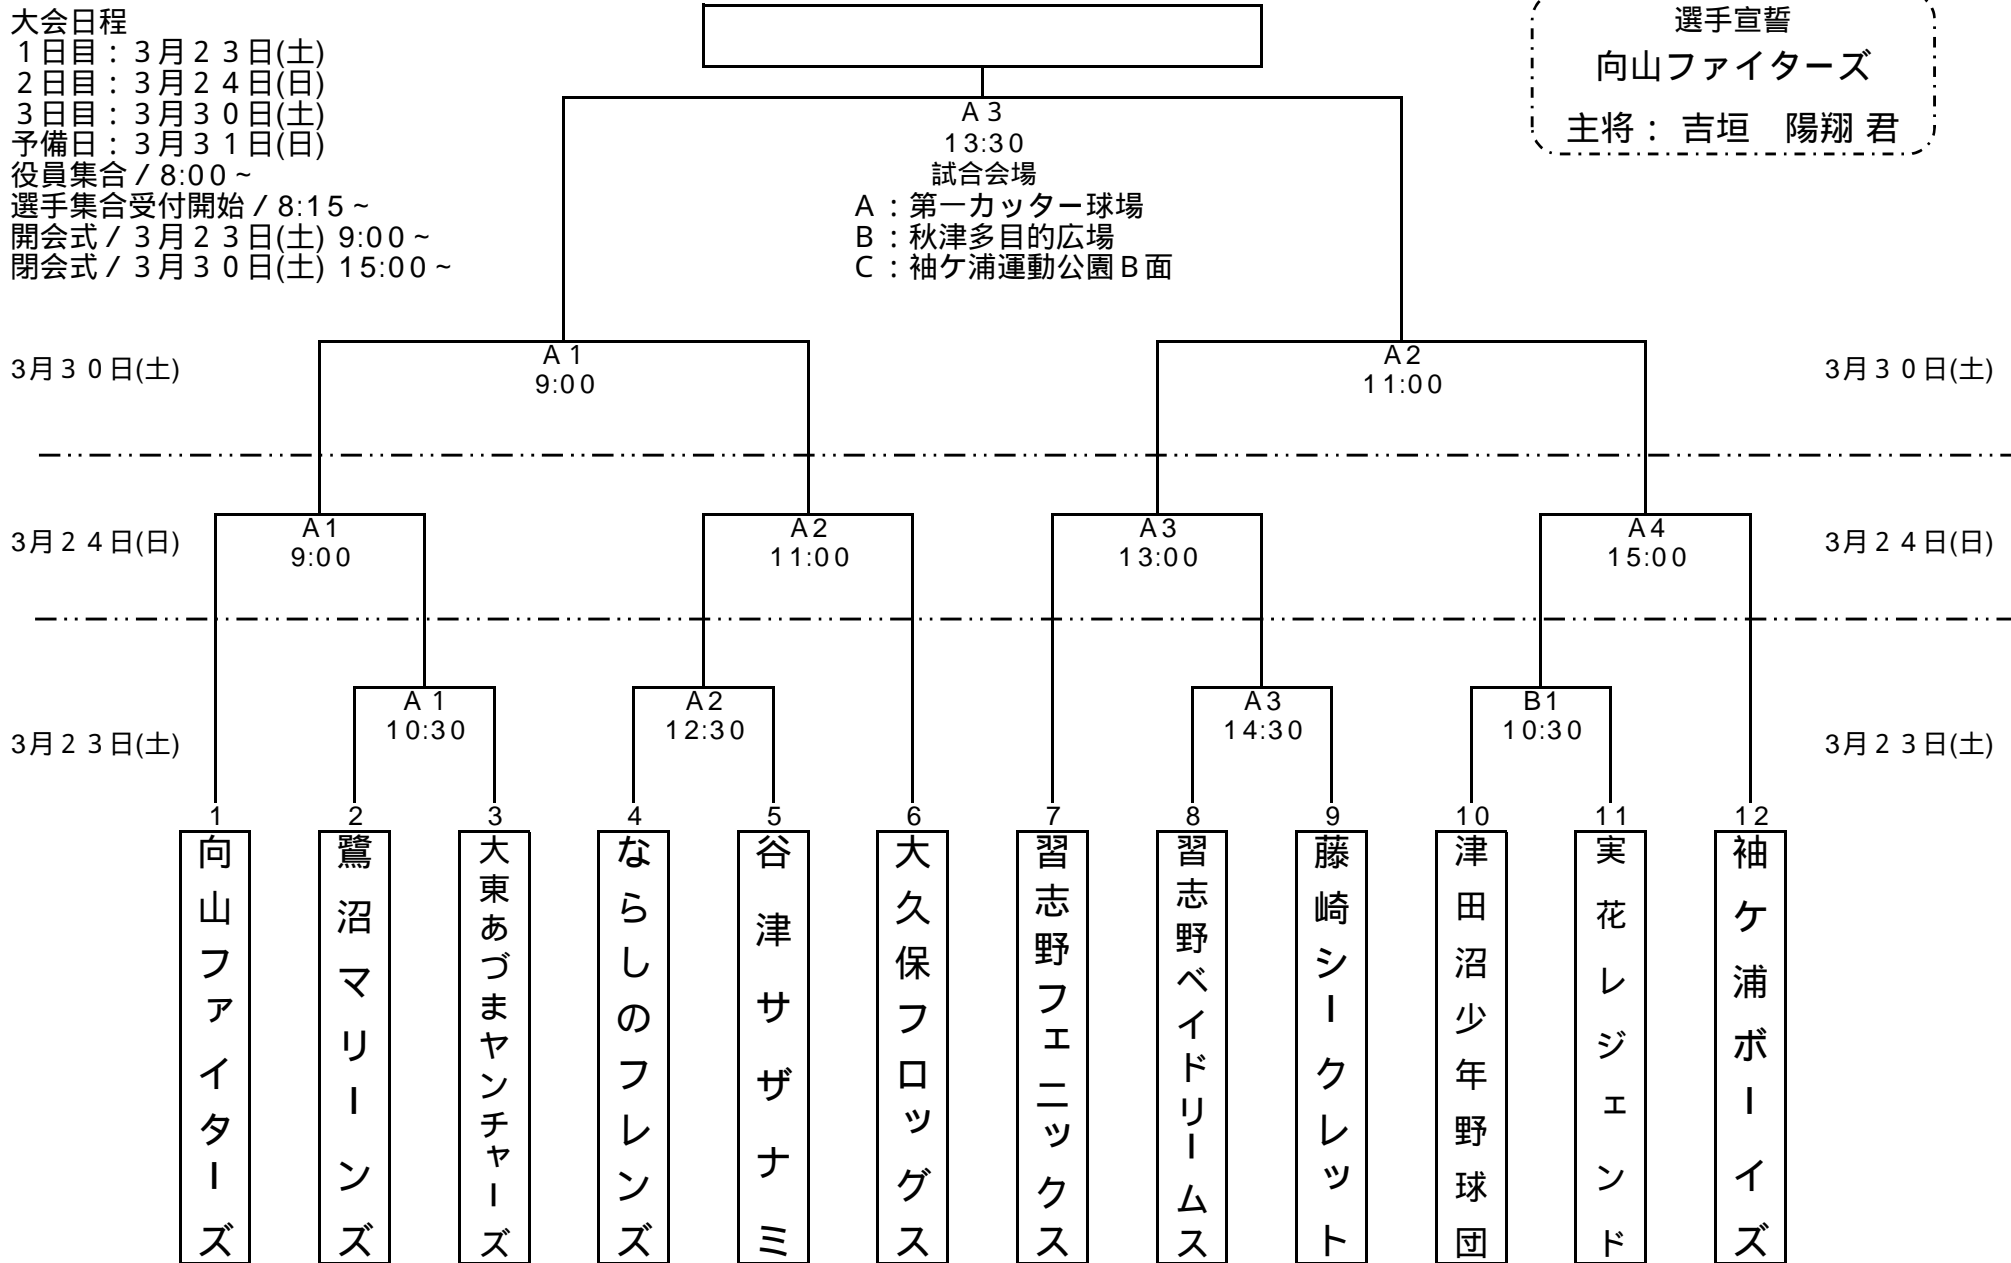 大会日程
1日目：３月２３日(土)
2日目：３月２４日(日)
3日目：３月３０日(土)
予備日：３月３１日(日)
役員集合/8:00~
選手集合受付開始/8:15~
開会式/３月２３日(土) 9:00~
閉会式/３月３０日(土) 15:00~
選手宣誓
向山ファイターズ
主将： 吉垣　陽翔 君
A3
13:30
試合会場
A：第一カッター球場
B：秋津多目的広場
C：袖ケ浦運動公園B面
3月３０日(土)
A1
9:00
A2
11:00
3月３０日(土)
3月２４日(日)
A1
9:00
A2
11:00
A3
13:00
A4
15:00
3月２４日(日)
3月２３日(土)
A1
10:30
A2
12:30
A3
14:30
B1
10:30
3月２３日(土)
1
向山ファイターズ
2
鷺沼マリーンズ
3
大東あづまヤンチャーズ
4
ならしのフレンズ
5
谷津サザナミ
6
大久保フロッグス
7
習志野フェニックス
8
習志野ベイドリームス
9
藤崎シークレット
10
津田沼少年野球団
11
実花レジェンド
12
袖ケ浦ボーイズ